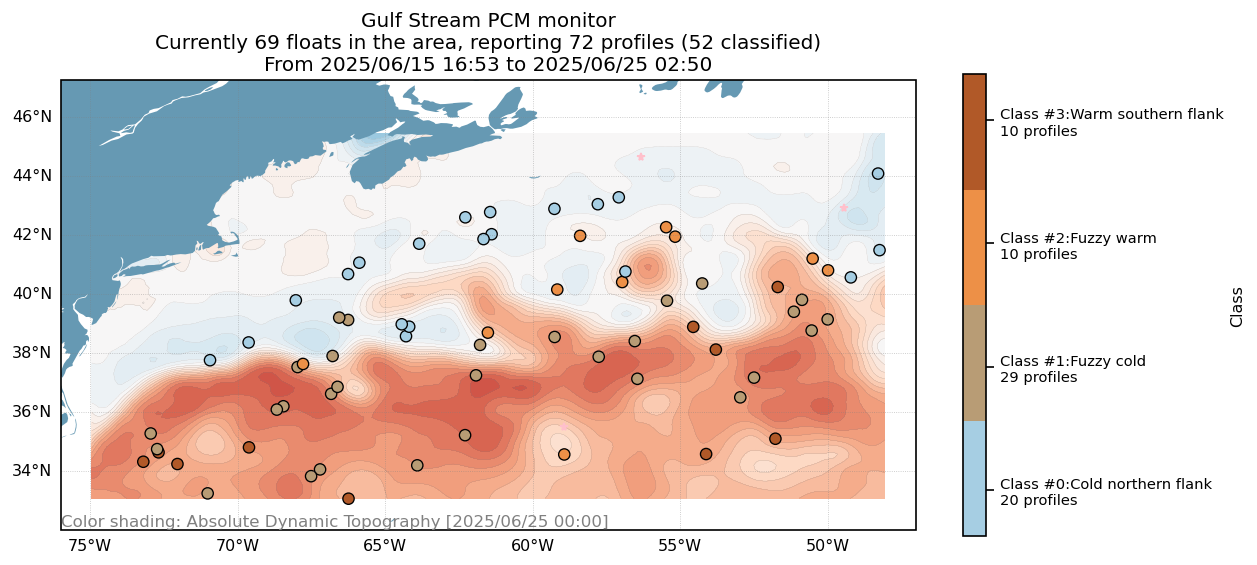 Gulf Stream PCM monitor
Currently 69 floats in the area, reporting 72 profiles (52 classified)
From 2025/06/15 16:53 to 2025/06/25 02:50
46°N
44°N
42°N
40°N
38°N
36°N
34°N
Color shading: Absolute Dynamic Topography [2025/06/25 00:00]
75°W
70°W
65°W
60°W
55°W
50°W
Class #3:Warm southern flank
10 profiles
Class #2:Fuzzy warm
10 profiles
Class #1:Fuzzy cold
29 profiles
Class #0:Cold northern flank
20 profiles
Class